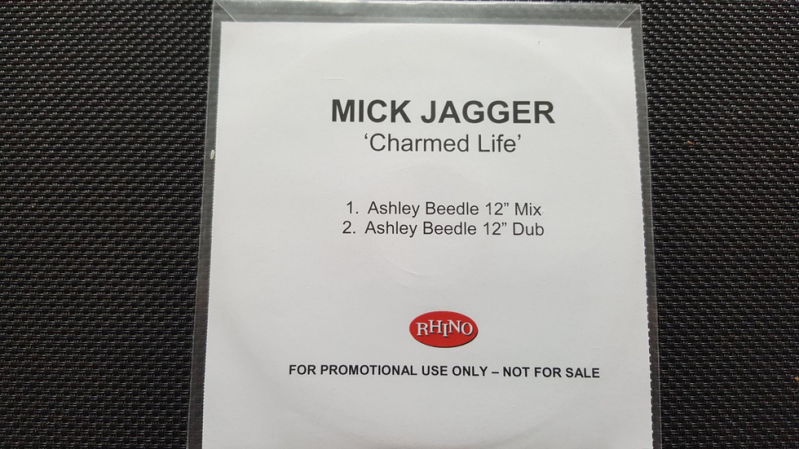 MICK JAGGER
‘Charmed Life’
1. Ashley Beedle 12” Mix
2. Ashley Beedle 12” Dub
RHINO
FOR PROMOTIONAL USE ONLY – NOT FOR SALE